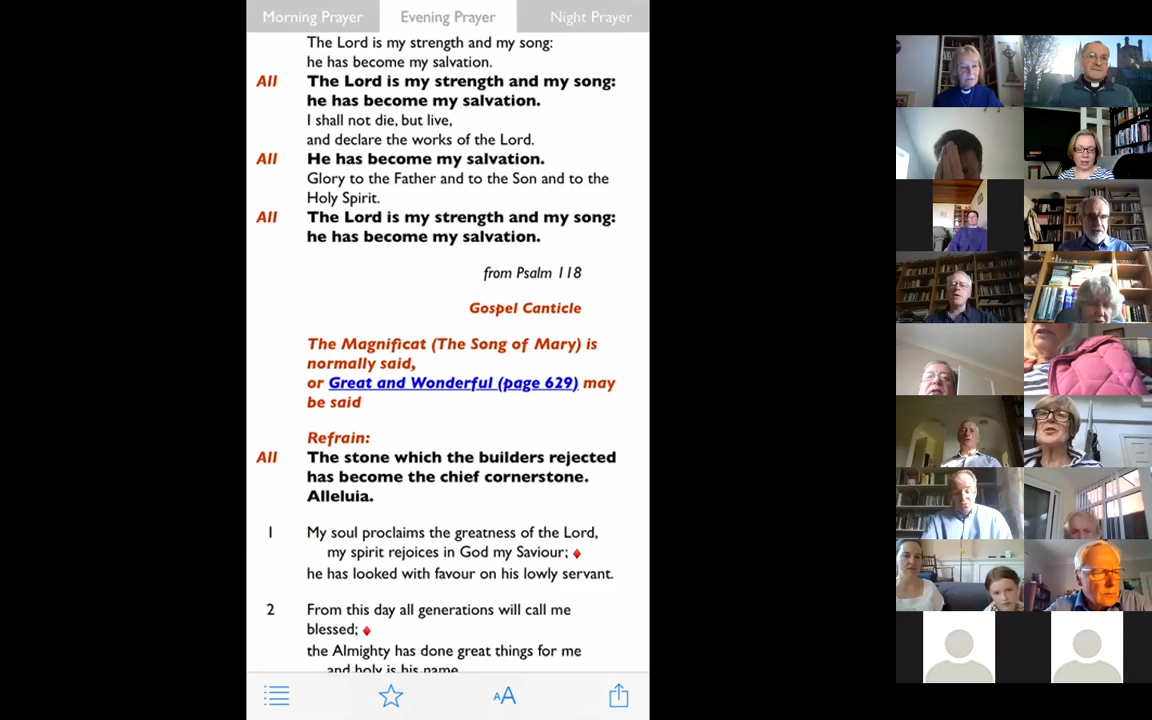 Morning Prayer Evening Prayer Night Prayer
The Lord is my strength and my song:
he has become my salvation.
All The Lord is my strength and my song:
he has become my salvation.
I shall not die, but live,
and declare the works of the Lord.
All He has become my salvation.
Glory to the Father and to the Son and to the
Holy Spirit.
All The Lord is my strength and my song:
he has become my salvation.
from Psalm 118
Gospel Canticle
The Magnificat (The Song of Mary) is
normally said,
or Great and Wonderful (page 629) may
be said
Refrain:
All The stone which the builders rejected
has become the chief cornerstone.
Alleluia.
1 My soul proclaims the greatness of the Lord,
my spirit rejoices in God my Saviour; ♦
he has looked with favour on his lowly servant.
2 From this day all generations will call me
blessed; ♦
the Almighty has done great things for me
and holy is his name
AA